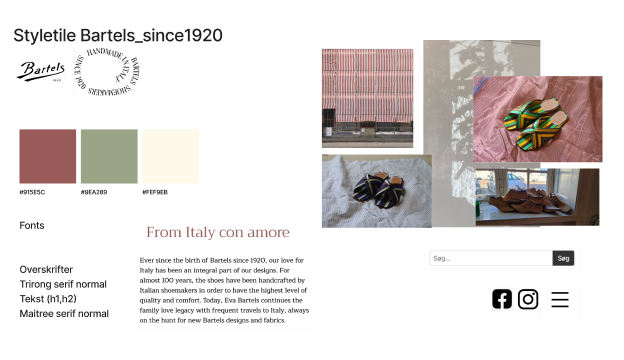 Styletile Bartels_since1920
Bartels
HANDMADE IN ITALY
BARTELS SHOEMAKERS SINCE 1920
#915E5C
#9EA289
#FEF9EB
Fonts
From Italy con amore
Overskrifter
Trirong serif normal
Tekst (h1,h2)
Maitree serif normal
Ever since the birth of Bartels since 1920, our love for
Italy has been an integral part of our designs. For
almost 100 years, the shoes have been handcrafted by
Italian shoemakers in order to have the highest level of
quality and comfort. Today, Eva Bartels continues the
family love legacy with frequent travels to Italy, always
on the hunt for new Bartels designs and fabrics.
Søg...
Søg